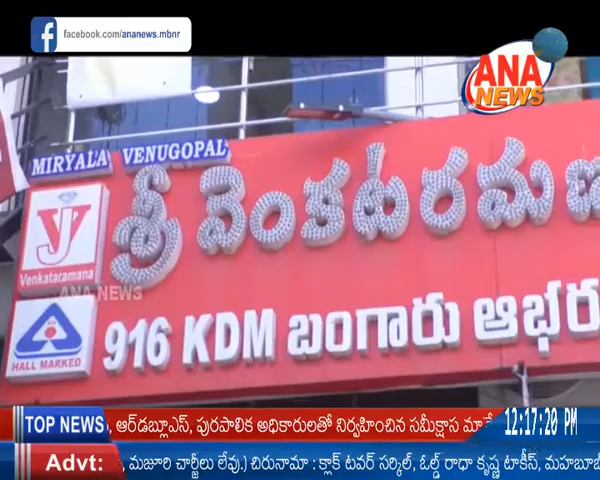 facebook.com/ananews.mbnr
ANA
NEWS
MIRYALA VENUGOPAL
శ్రీ వెంకటరమణ
VJ
Venkataramana
ANA NEWS
HALL MARKED
916 KDM బంగారు ఆభర
TOP NEWS ఆర్‌డబ్లూఎస్, పురపాలిక అధికారులతో నిర్వహించిన సమీక్షా 12:17:20 PM
Advt: మజూరి చార్జీలు లేవు.) చిరునామా : క్లాక్ టవర్ సర్కిల్, ఓల్డ్ రాధా కృష్ణ టాకీస్, మహబూబ్